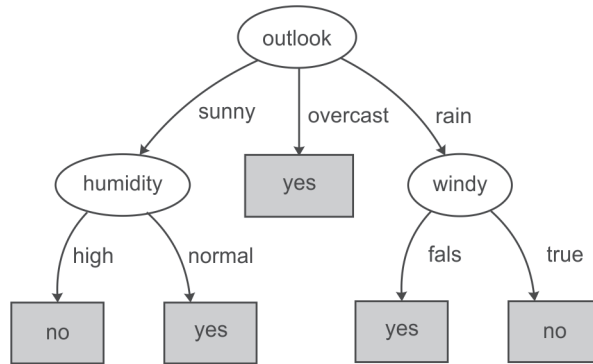 outlook
sunny
overcast
rain
humidity
yes
windy
high
normal
fals
true
no
yes
yes
no